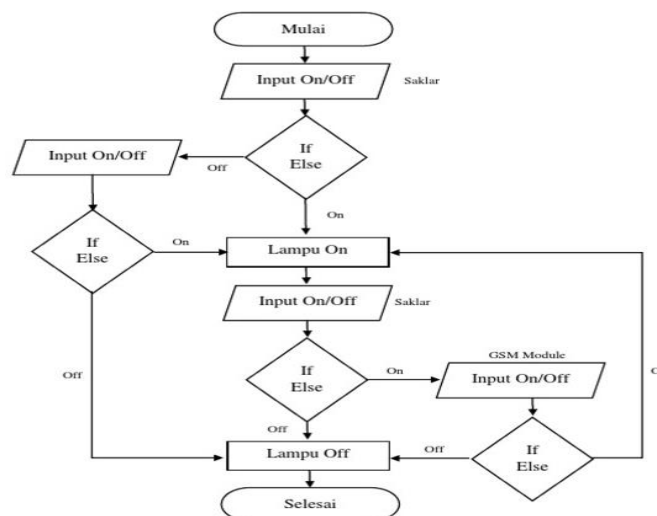 Mulai
Input On/Off
Saklar
If
Else
Off
On
Input On/Off
If
Else
On
Off
Lampu On
Input On/Off
Saklar
If
Else
On
Off
GSM Module
Input On/Off
If
Else
Off
Lampu Off
Selesai